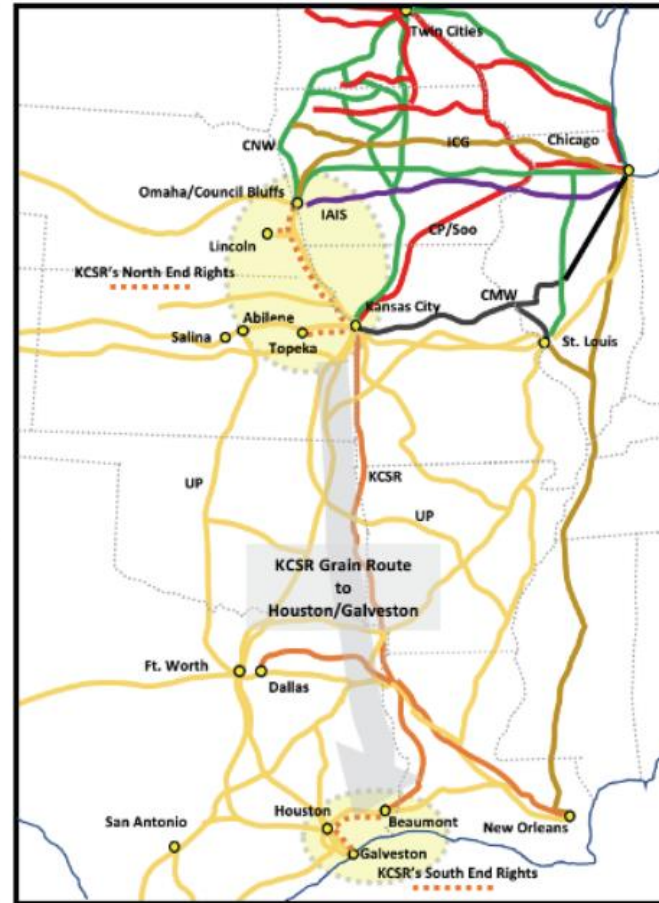 Twin Cities
CNW
ICG
Chicago
Omaha/Council Bluffs
IAIS
Lincoln
CP/Soo
KCSR's North End Rights
Abilene
Kansas City
CMW
Salina
Topeka
St. Louis
KCSR
UP
UP
KCSR Grain Route
to
Houston/Galveston
Ft. Worth
Dallas
Houston
Beaumont
San Antonio
New Orleans
Galveston
KCSR's South End Rights